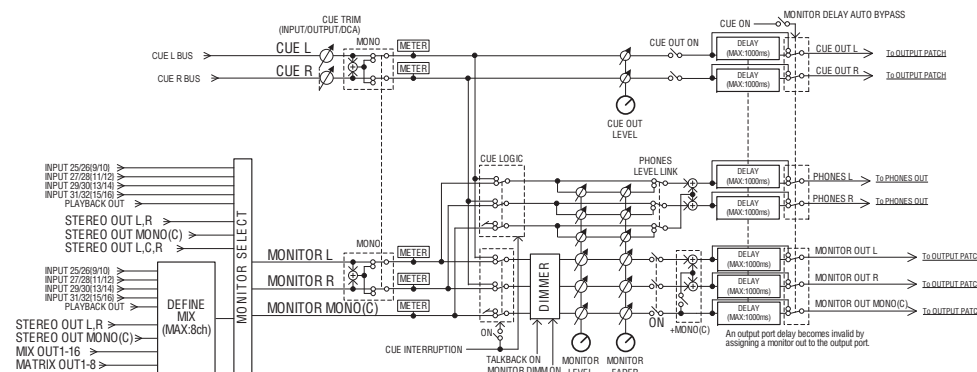 CUE TRIM
(INPUT/OUTPUT/DCA)
CUE ON
MONITOR DELAY AUTO BYPASS
MONO
CUE L BUS
CUE L
METER
CUE OUT ON
DELAY
(MAX:1000ms)
CUE OUT L
To OUTPUT PATCH
CUE R BUS
CUE R
METER
DELAY
(MAX:1000ms)
CUE OUT R
To OUTPUT PATCH
CUE OUT
LEVEL
CUE LOGIC
PHONES
LEVEL LINK
INPUT 25/26(9/10)
INPUT 27/28(11/12)
INPUT 29/30(13/14)
INPUT 31/32(15/16)
PLAYBACK OUT
STEREO OUT L,R
STEREO OUT MONO(C)
STEREO OUT L,C,R
MONITOR SELECT
DELAY
(MAX:1000ms)
PHONES L
To PHONES OUT
DELAY
(MAX:1000ms)
PHONES R
To PHONES OUT
MONO
MONITOR L
METER
MONITOR R
METER
MONITOR MONO(C)
METER
DIMMER
DELAY
(MAX:1000ms)
MONITOR OUT L
To OUTPUT PATC
DELAY
(MAX:1000ms)
MONITOR OUT R
To OUTPUT PATC
DELAY
(MAX:1000ms)
MONITOR OUT MONO(C)
To OUTPUT PATC
INPUT 25/26(9/10)
INPUT 27/28(11/12)
INPUT 29/30(13/14)
INPUT 31/32(15/16)
PLAYBACK OUT
STEREO OUT L,R
STEREO OUT MONO(C)
MIX OUT1-16
MATRIX OUT1-8
DEFINE
MIX
(MAX:8ch)
ON
ON
+MONO(C)
An output port delay becomes invalid by
assigning a monitor out to the output port.
CUE INTERRUPTION
TALKBACK ON
MONITOR DIMM ON
MONITOR
LEVEL
MONITOR
FADER